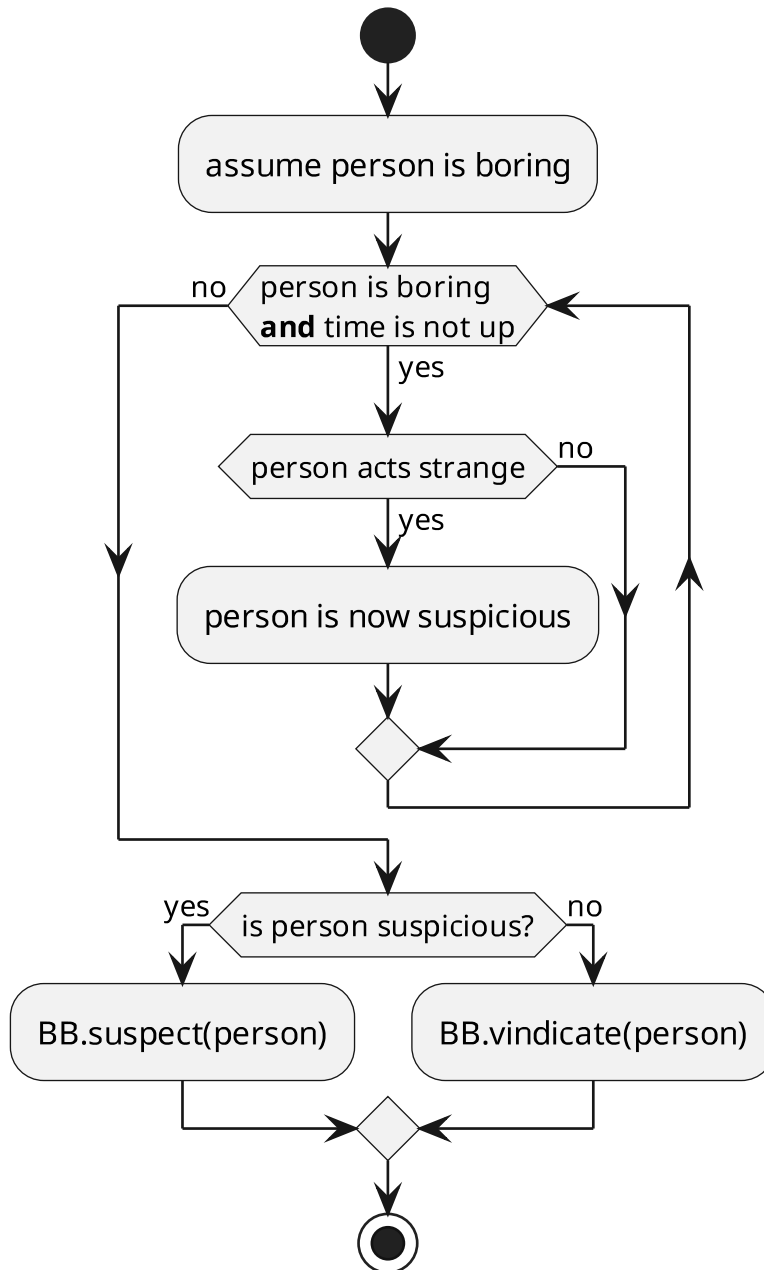 assume person is boring
no
person is boring
and time is not up
yes
person acts strange
no
yes
person is now suspicious
yes
is person suspicious?
no
BB.suspect(person)
BB.vindicate(person)